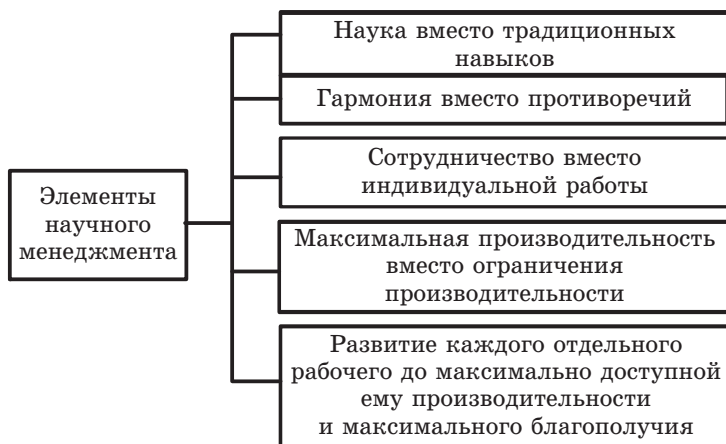 Элементы
научного
менеджмента
Наука вместо традиционных
навыков
Гармония вместо противоречий
Сотрудничество вместо
индивидуальной работы
Максимальная производительность
вместо ограничения
производительности
Развитие каждого отдельного
рабочего до максимально доступной
ему производительности
и максимального благополучия